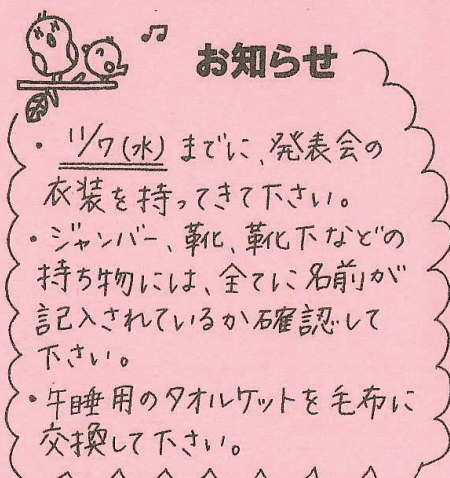 お知らせ
・11/7(水)までに、発表会の
衣装を持ってきて下さい。
・ジャンバー、靴、靴下などの
持ち物には、全てに名前が
記入されているか確認して
下さい。
・午睡用のタオルケットを毛布に
交換して下さい。